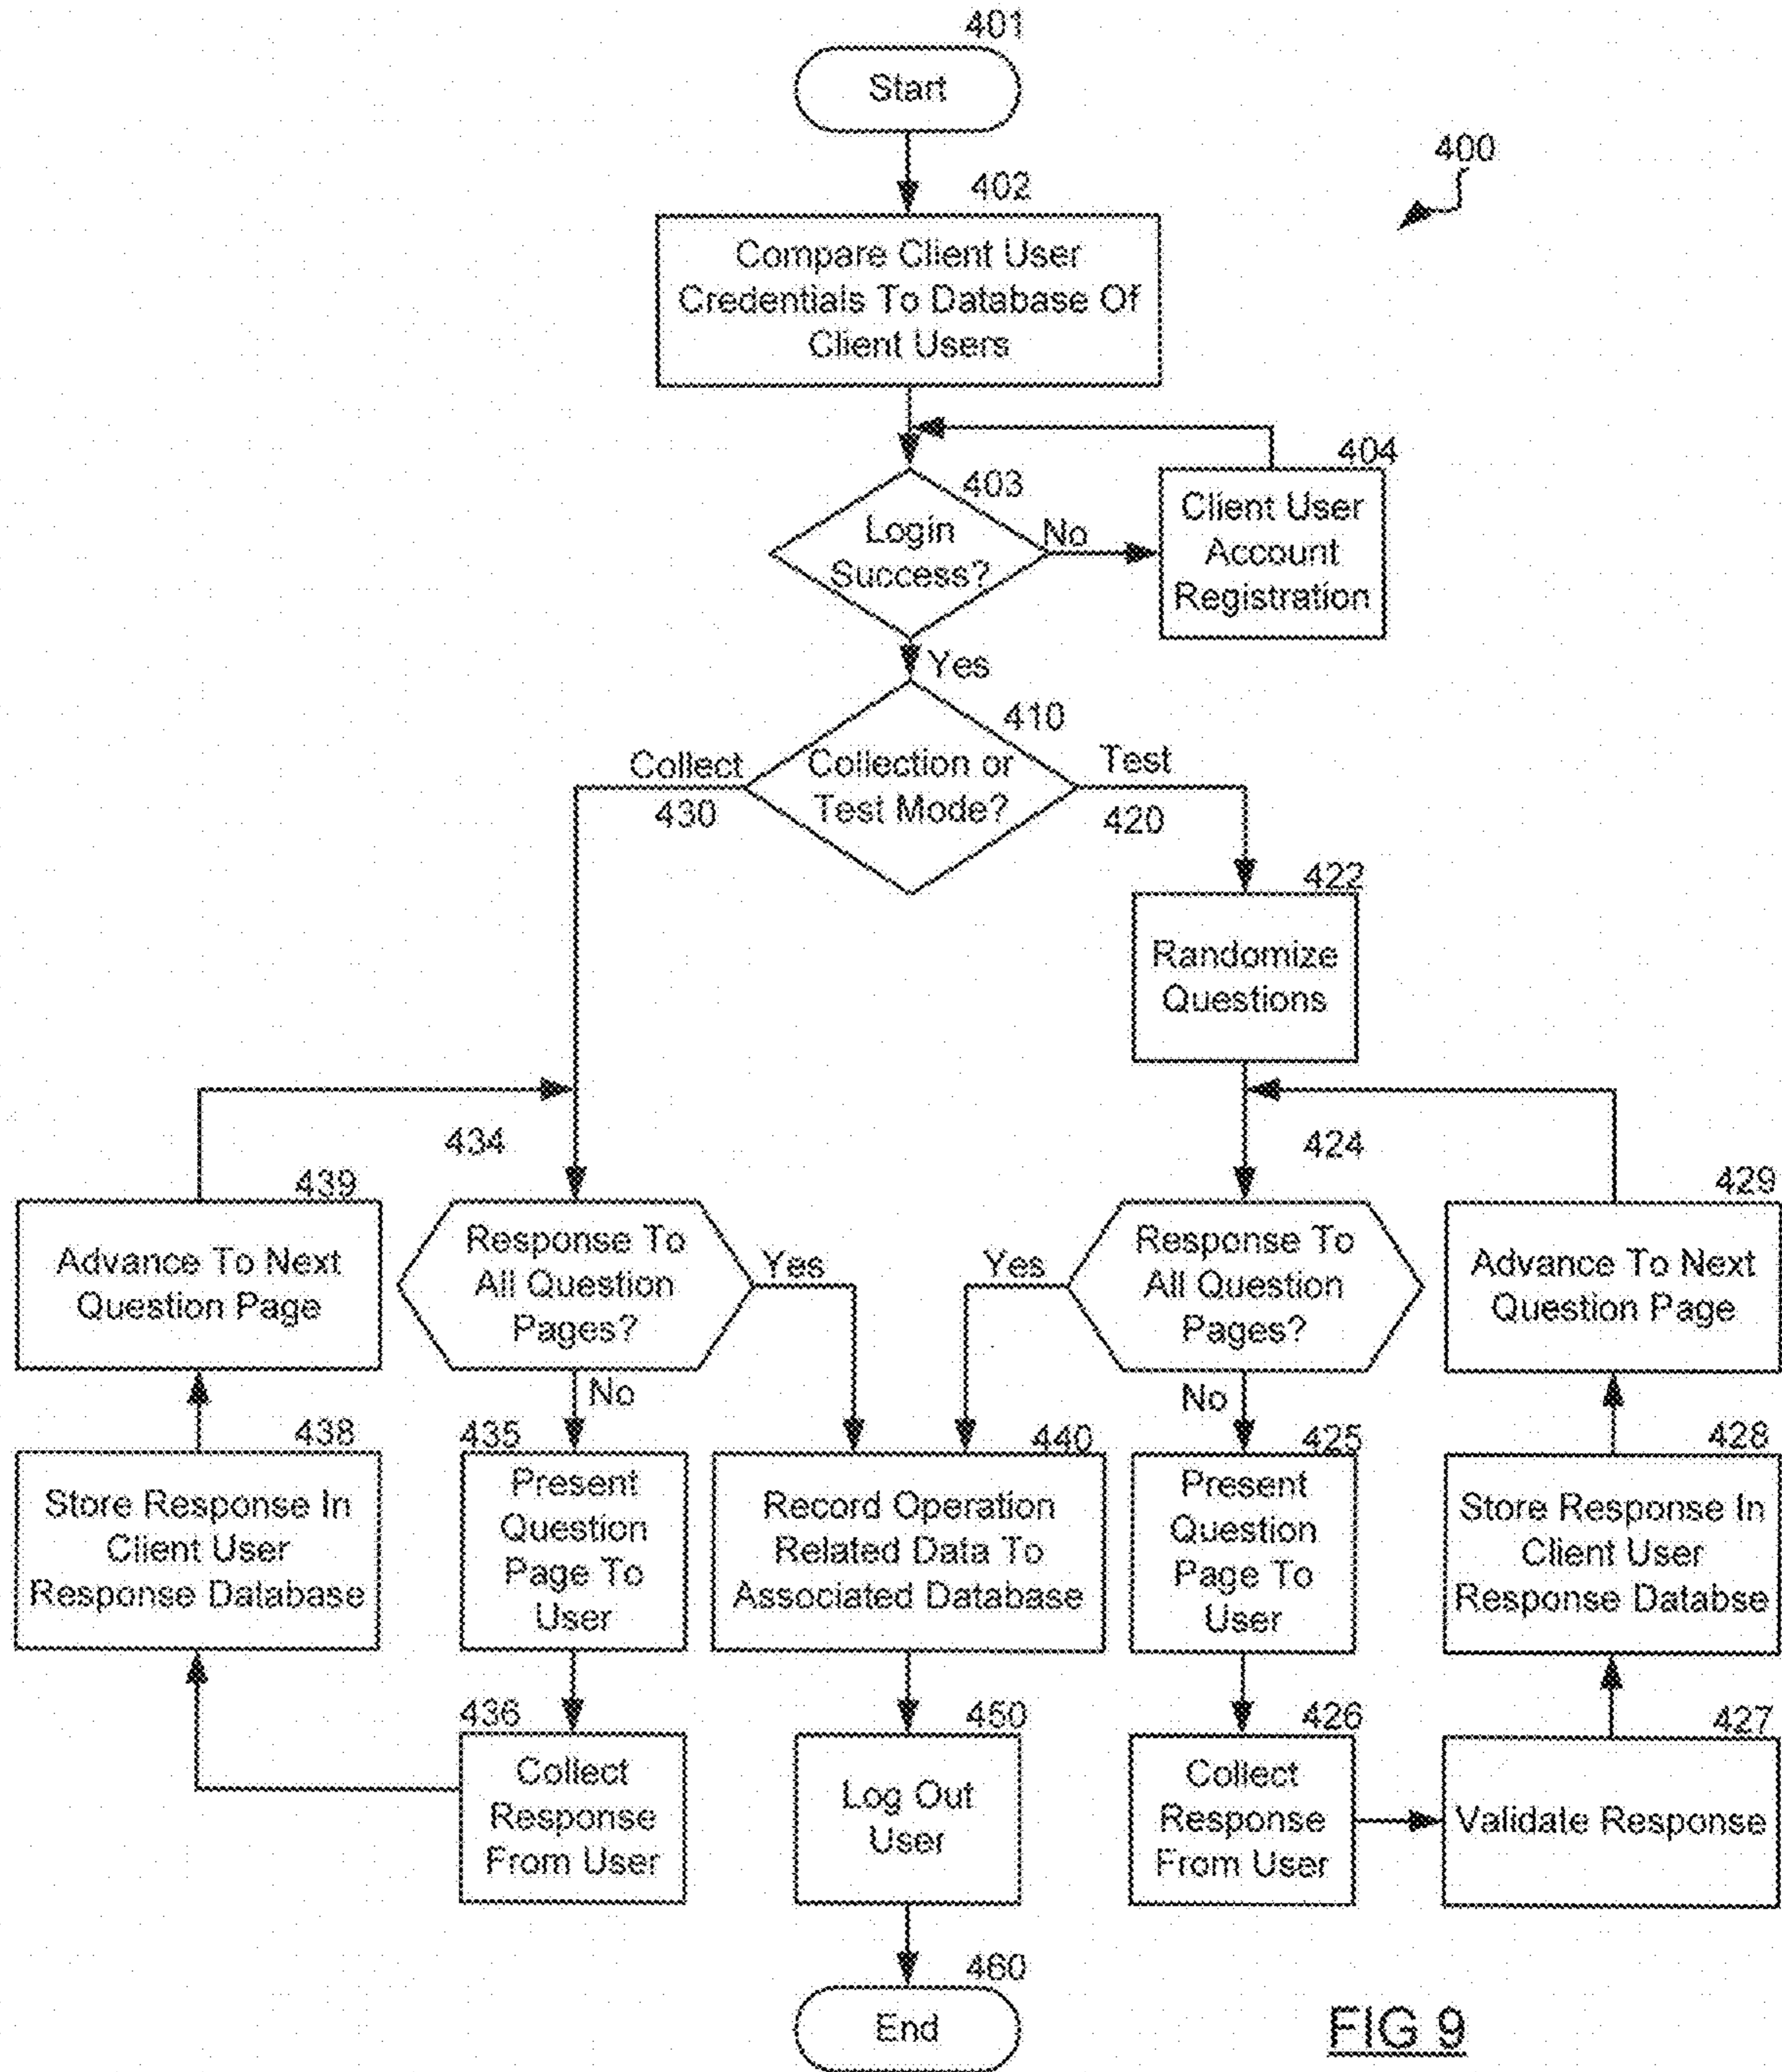 401
Start
400
402
Compare Client User
Credentials To Database Of
Client Users
404
403
Login
Success?
No
Client User
Account
Registration
Yes
410
Collection or
Test Mode?
Collect
430
Test
420
422
Randomize
Questions
434
424
439
Advance To Next
Question Page
Response To
All Question
Pages?
Yes
Yes
Response To
All Question
Pages?
429
Advance To Next
Question Page
No
No
438
Store Response In
Client User
Response Database
435
Present
Question
Page To
User
440
Record Operation
Related Data To
Associated Database
425
Present
Question
Page To
User
428
Store Response In
Client User
Response Databse
436
Collect
Response
From User
450
Log Out
User
426
Collect
Response
From User
427
Validate Response
460
End
FIG 9